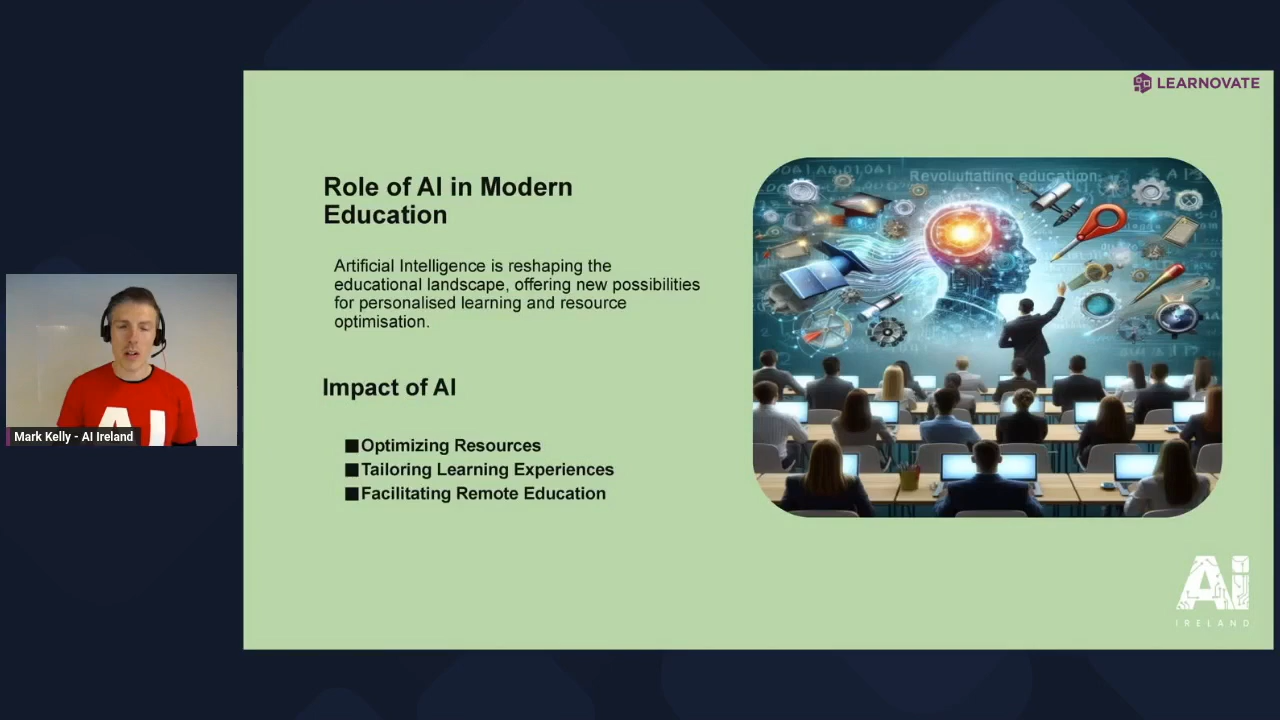 LEARNOVATE
Role of AI in Modern
Education
Artificial Intelligence is reshaping the
educational landscape, offering new possibilities
for personalised learning and resource
optimisation.
Impact of AI
Optimizing Resources
Tailoring Learning Experiences
Facilitating Remote Education
Mark Kelly - AI Ireland
AI
education
Ai
IRELAND